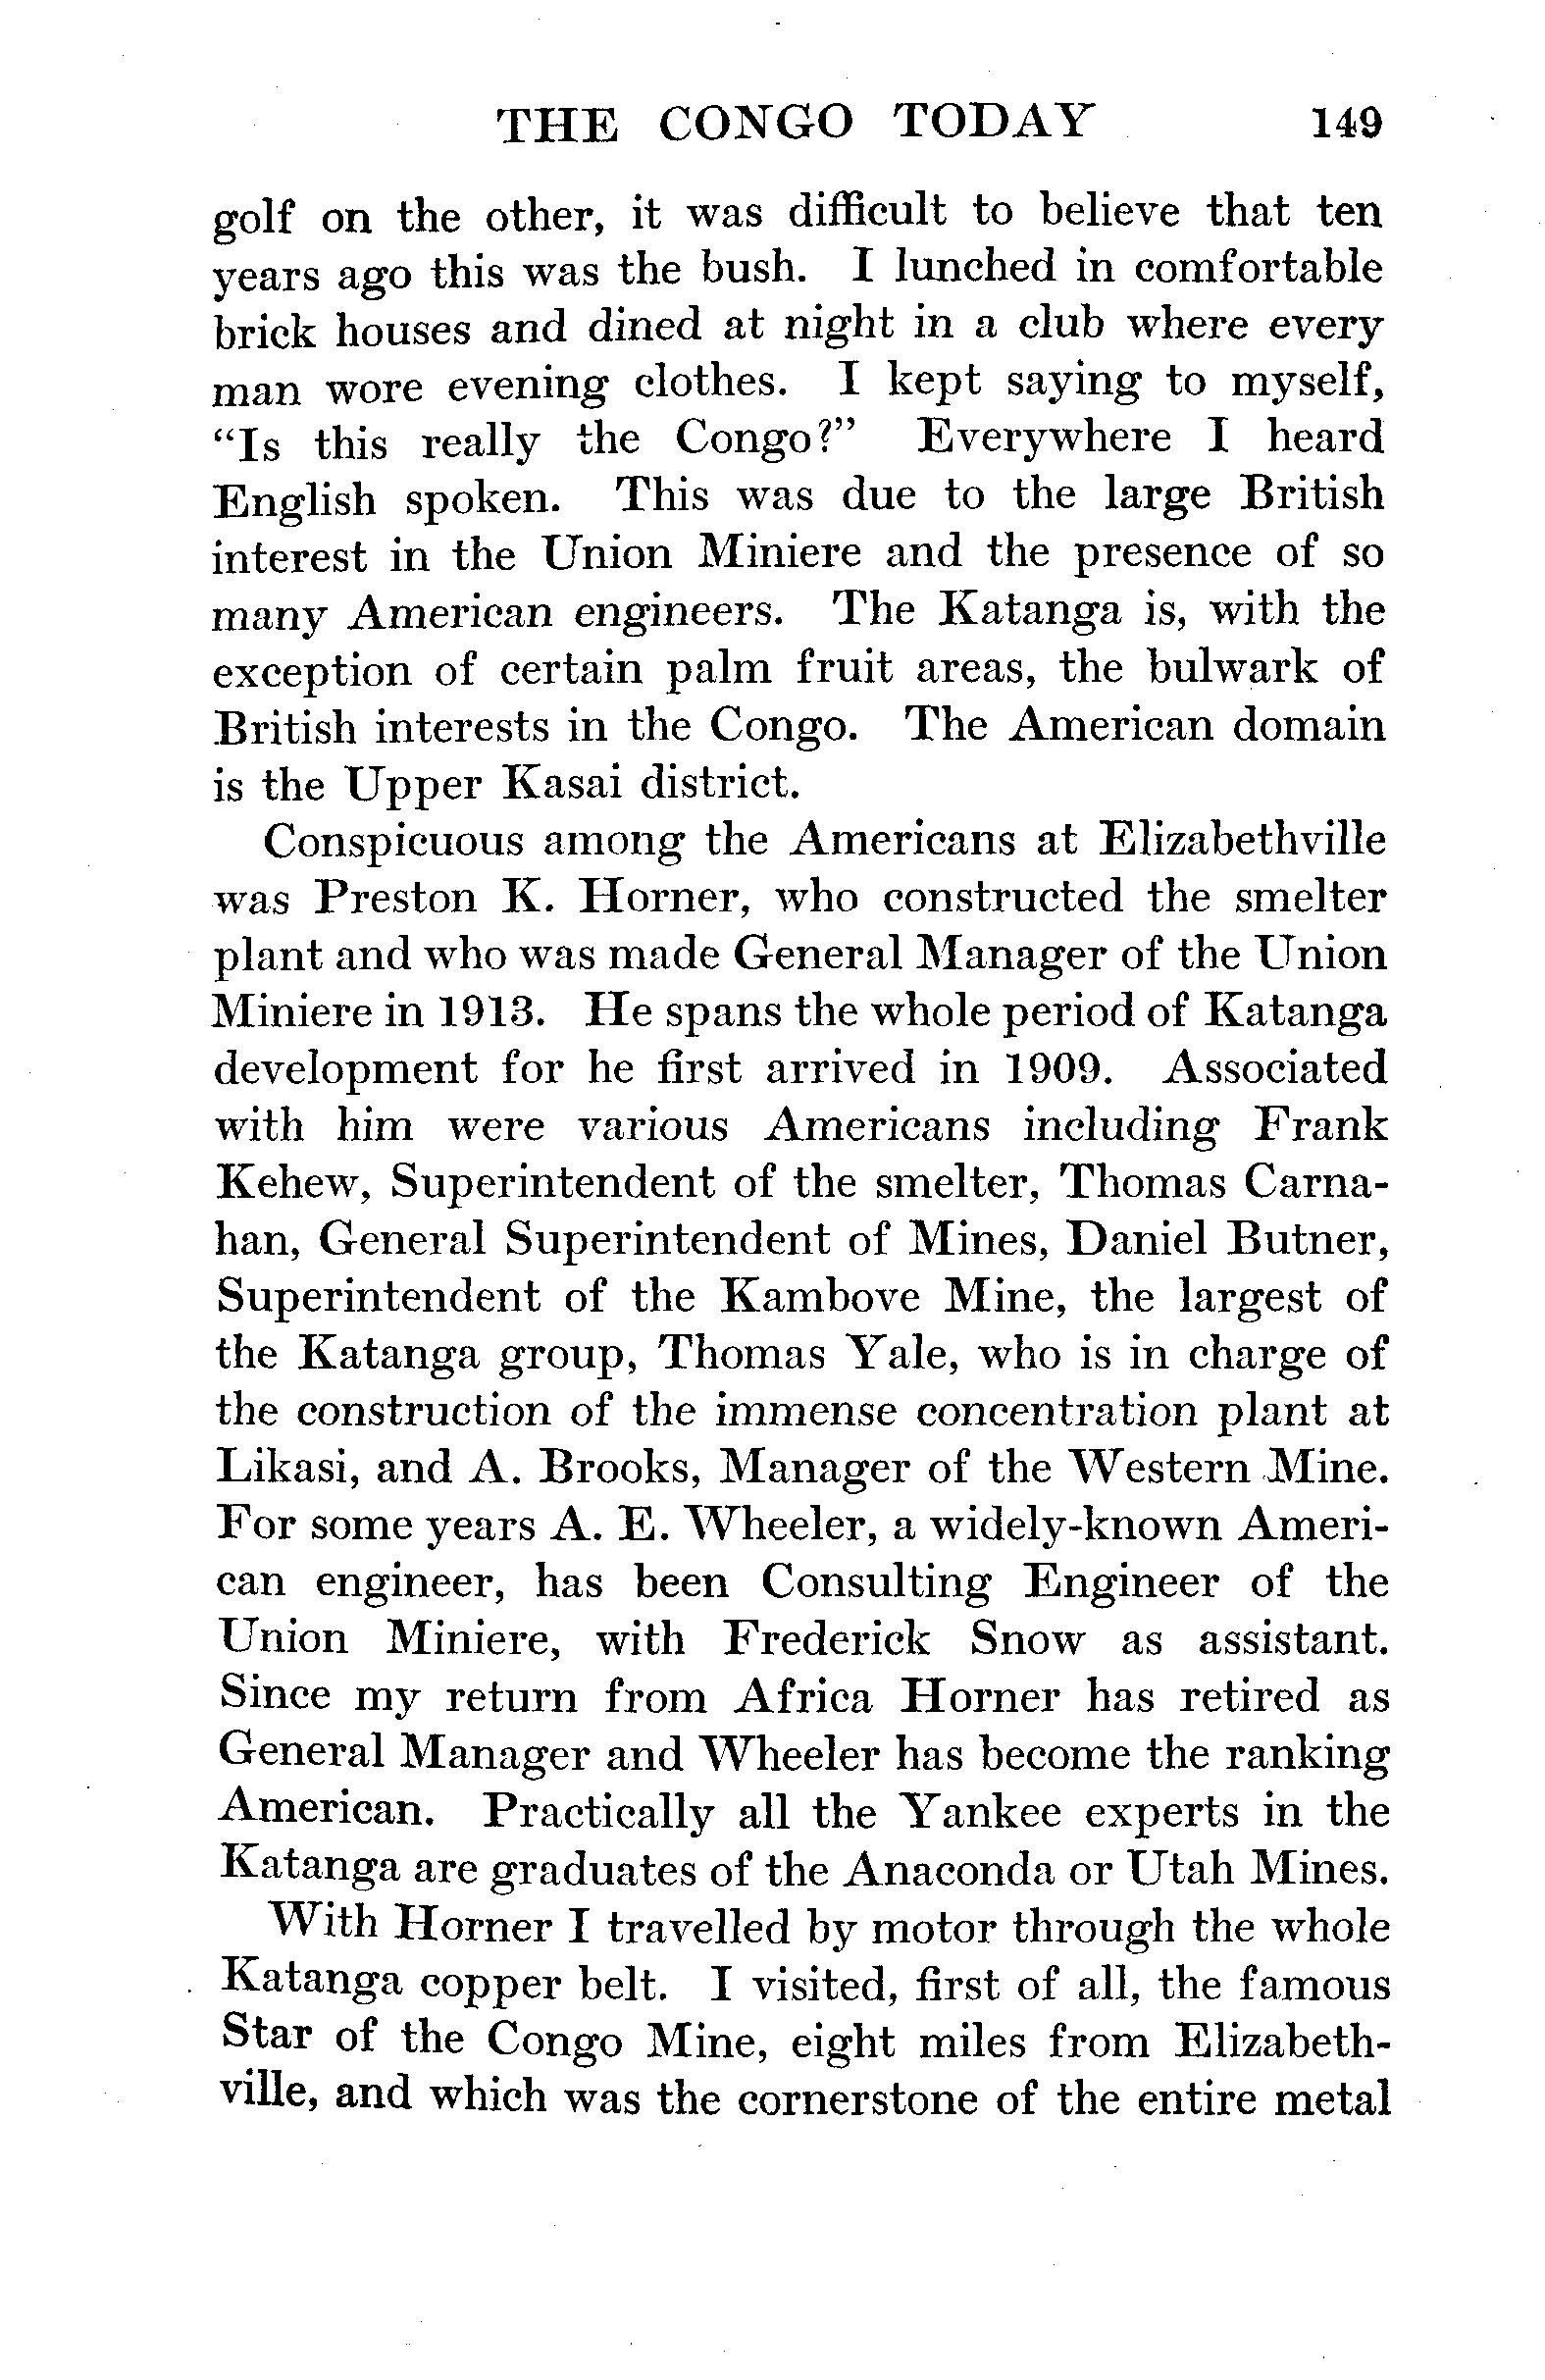 THE CONGO TODAY 149
golf on the other, it was difficult to believe that ten
years ago this was the bush. I lunched in comfortable
brick houses and dined at night in a club where every
man wore evening clothes. I kept saying to myself,
“Is this really the Congo?” Everywhere I heard
English spoken. This was due to the large British
interest in the Union Miniere and the presence of so
many American engineers. The Katanga is, with the
exception of certain palm fruit areas, the bulwark of
British interests in the Congo. The American domain
is the Upper Kasai district.
Conspicuous among the Americans at Elizabethville
was Preston K. Horner, who constructed the smelter
plant and who was made General Manager of the Union
Miniere in 1913. He spans the whole period of Katanga
development for he first arrived in 1909. Associated
with him were various Americans including Frank
Kehew, Superintendent of the smelter, Thomas Carna-
han, General Superintendent of Mines, Daniel Butner,
Superintendent of the Kambove Mine, the largest of
the Katanga group, Thomas Yale, who is in charge of
the construction of the immense concentration plant at
Likasi, and A. Brooks, Manager of the Western Mine.
For some years A. E. Wheeler, a widely-known Ameri-
can engineer, has been Consulting Engineer of the
Union Miniere, with Frederick Snow as assistant.
Since my return from Africa Horner has retired as
General Manager and Wheeler has become the ranking
American. Practically all the Yankee experts in the
Katanga are graduates of the Anaconda or Utah Mines.
With Horner I travelled by motor through the whole
Katanga copper belt. I visited, first of all, the famous
Star of the Congo Mine, eight miles from Elizabeth-
ville, and which was the cornerstone of the entire metal